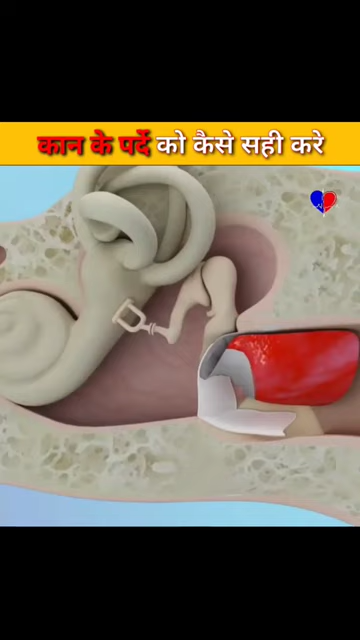 कान के पर्दे को कैसे सही करे